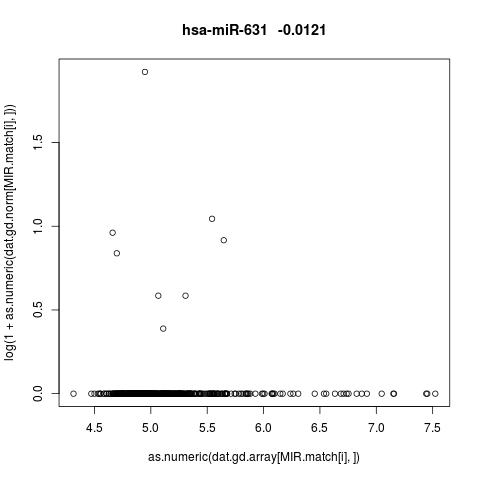 hsa-miR-631 -0.0121
log(1 + as.numeric(dat.gd.norm[MIR.match[i], ]))
1.5
1.0
0.5
0.0
4.5 5.0 5.5 6.0 6.5 7.0 7.5
as.numeric(dat.gd.array[MIR.match[i], ])